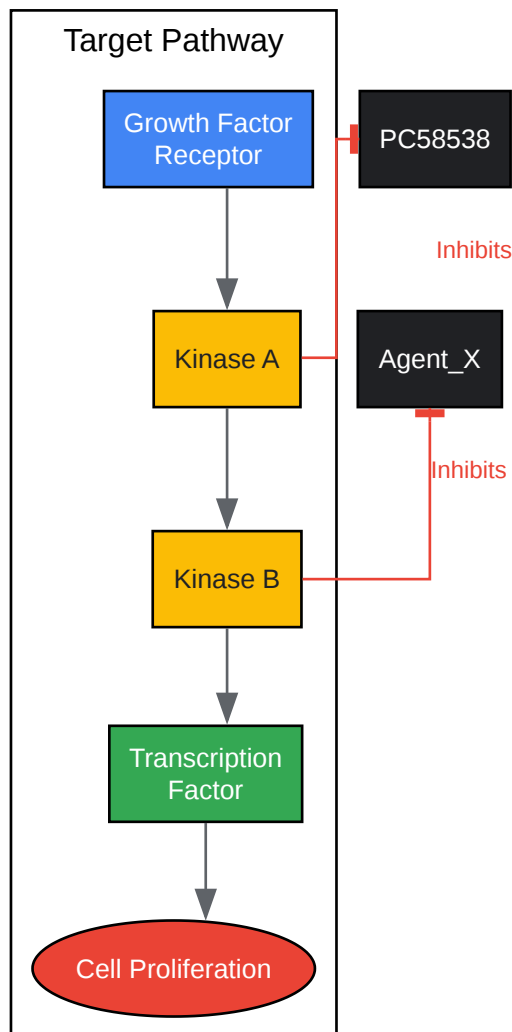 Target Pathway
Growth Factor
Receptor
PC58538
Inhibits
Kinase A
Agent_X
Inhibits
Kinase B
Transcription
Factor
Cell Proliferation